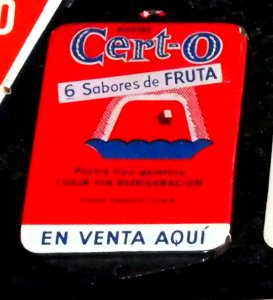 Cert-O
6 Sabores de FRUTA
Postre tipo gelatina
CUAJA SIN REFRIGERACION
EN VENTA AQUÍ